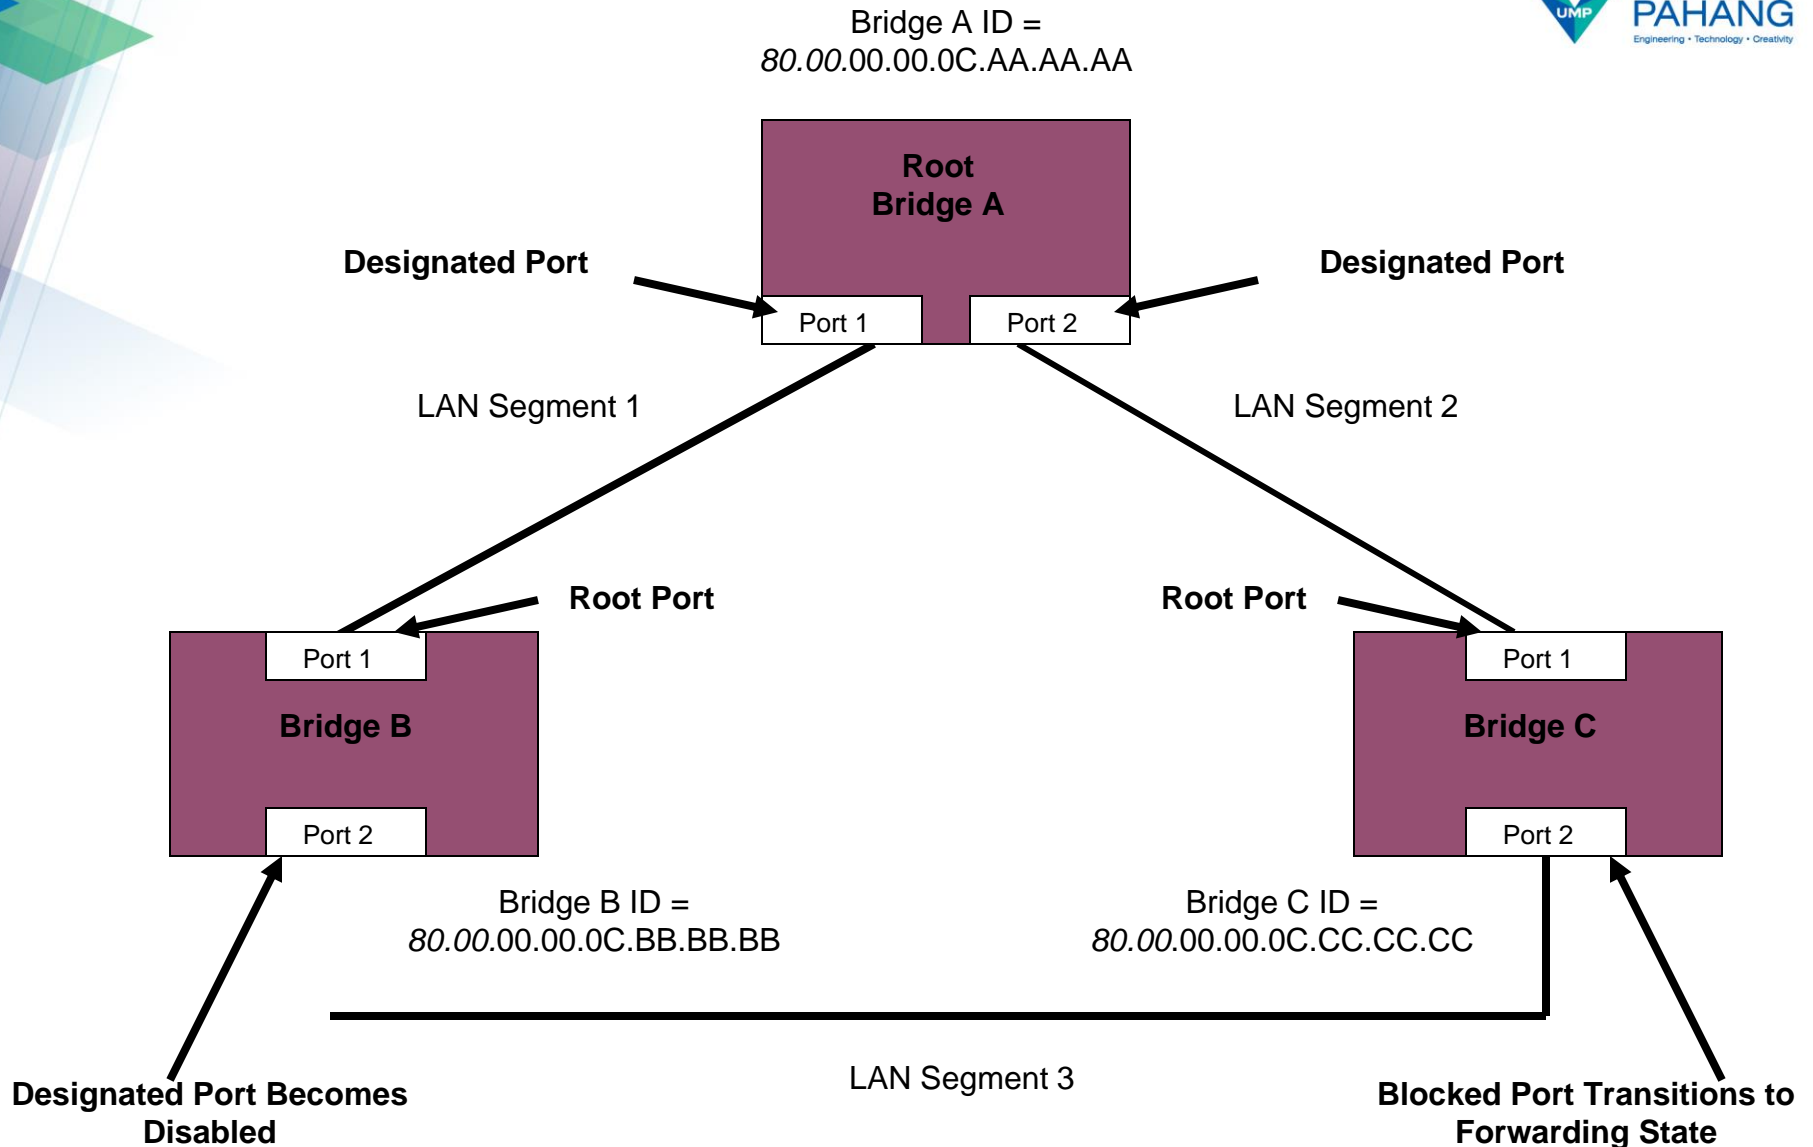 Bridge A ID =
80.00.00.00.0C.AA.AA.AA
UMP
PAHANG
Engineering • Technology • Creativity
Root
Bridge A
Designated Port
Designated Port
Port 1
Port 2
LAN Segment 1
LAN Segment 2
Root Port
Root Port
Port 1
Port 1
Bridge B
Bridge C
Port 2
Port 2
Bridge B ID =
80.00.00.00.0C.BB.BB.BB
Bridge C ID =
80.00.00.00.0C.CC.CC.CC
LAN Segment 3
Designated Port Becomes
Disabled
Blocked Port Transitions to
Forwarding State